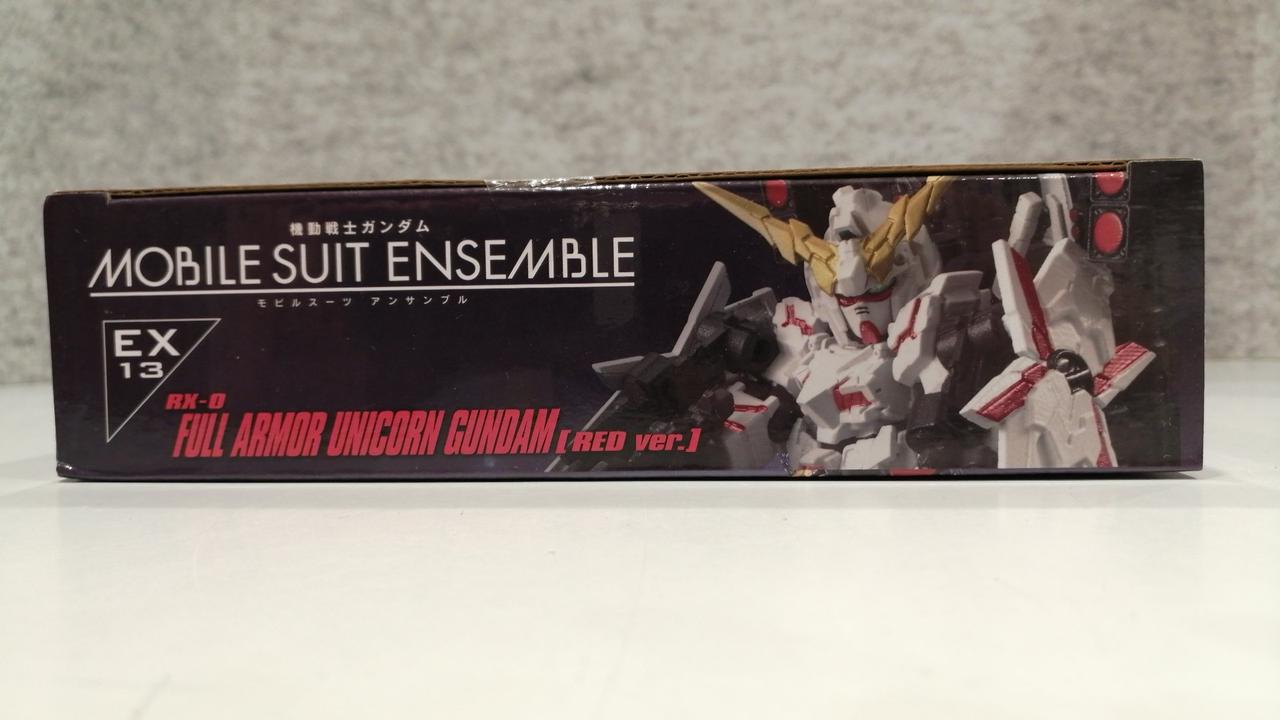 機動戦士ガンダム
MOBILE SUIT ENSEMBLE
モビルスーツ アンサンブル
EX
13
RX-0
FULL ARMOR UNICORN GUNDAM [RED ver.]